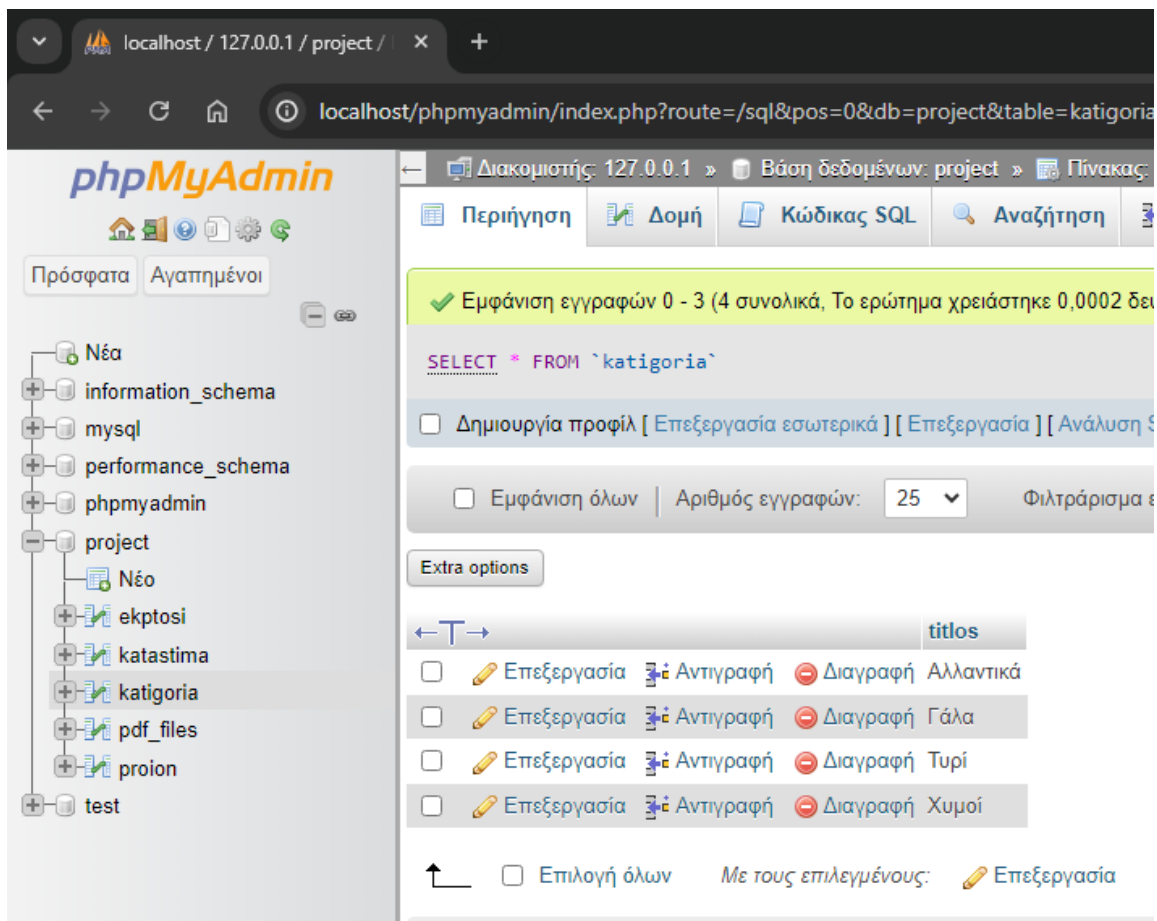 localhost / 127.0.0.1 / project /
localhost/phpmyadmin/index.php?route=/sql&pos=0&db=project&table=katigoria
phpMyAdmin
Πρόσφατα Αγαπημένοι
Νέα
information_schema
mysql
performance_schema
phpmyadmin
project
Νέο
ekptosi
katastima
katigoria
pdf_files
proion
test
Διακομιστής: 127.0.0.1 » Βάση δεδομένων: project » Πίνακας:
Περιήγηση Δομή Κώδικας SQL Αναζήτηση
Εμφάνιση εγγραφών 0 - 3 (4 συνολικά, Το ερώτημα χρειάστηκε 0,0002 δευ
SELECT * FROM `katigoria`
Δημιουργία προφίλ [ Επεξεργασία εσωτερικά ] [ Επεξεργασία ] [ Ανάλυση S
Εμφάνιση όλων | Αριθμός εγγραφών: 25 Φιλτράρισμα ε
Extra options
titlos
Επεξεργασία Αντιγραφή Διαγραφή Αλλαντικά
Επεξεργασία Αντιγραφή Διαγραφή Γάλα
Επεξεργασία Αντιγραφή Διαγραφή Τυρί
Επεξεργασία Αντιγραφή Διαγραφή Χυμοί
Επιλογή όλων Με τους επιλεγμένους: Επεξεργασία